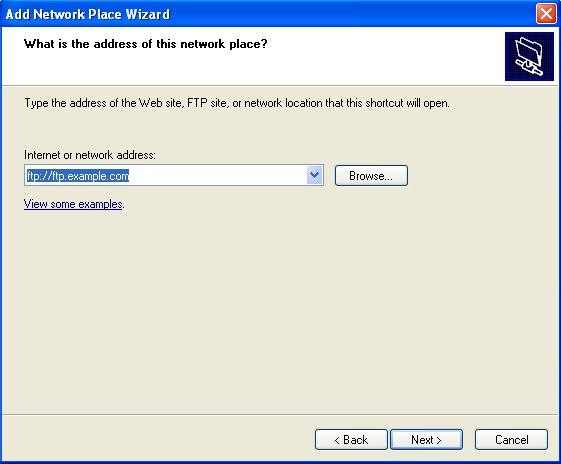 Add Network Place Wizard
What is the address of this network place?
Type the address of the Web site, FTP site, or network location that this shortcut will open.
Internet or network address:
ftp://ftp.example.com
Browse...
View some examples.
< Back
Next >
Cancel